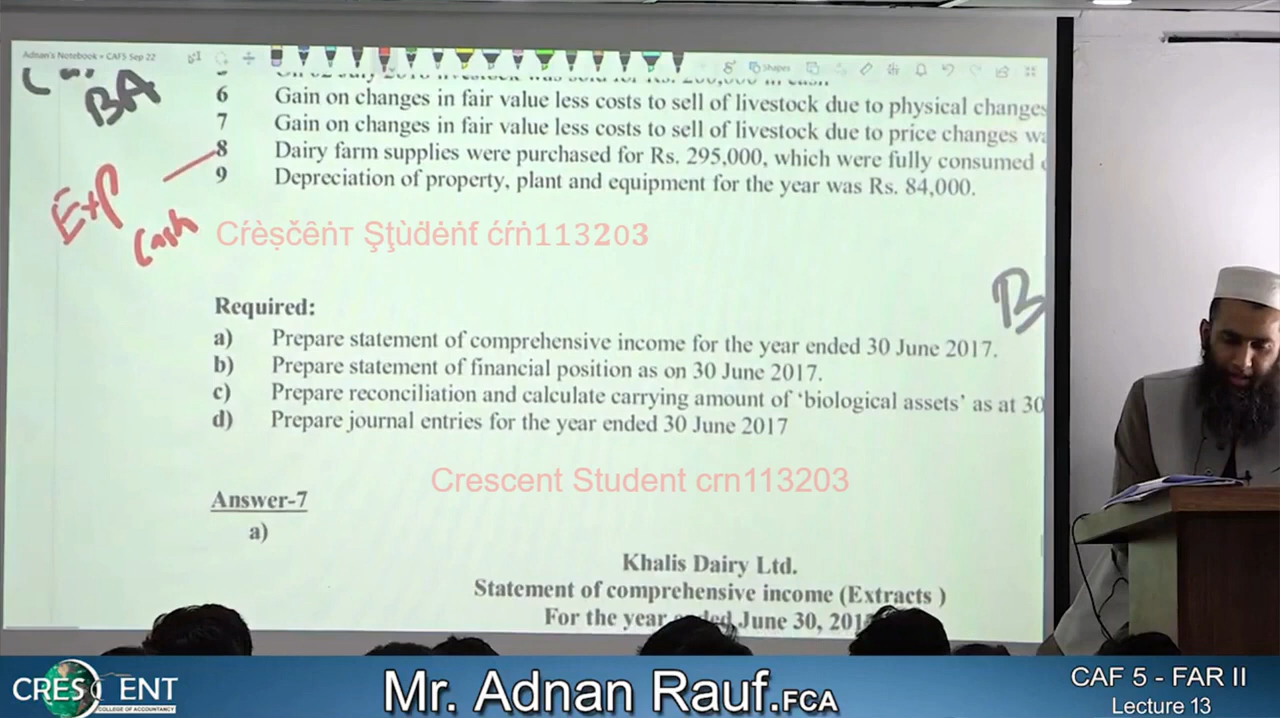 Adnan's Notebook » CAF5 Sep 22
Shapes
BA
6 Gain on changes in fair value less costs to sell of livestock due to physical changes
7 Gain on changes in fair value less costs to sell of livestock due to price changes
8 Dairy farm supplies were purchased for Rs. 295,000, which were fully consumed
9 Depreciation of property, plant and equipment for the year was Rs. 84,000.
Exp
Cash
Cŕèșčêṅт Şţùḋėṅṫ ćŕṅ113203
B
Required:
a) Prepare statement of comprehensive income for the year ended 30 June 2017.
b) Prepare statement of financial position as on 30 June 2017.
c) Prepare reconciliation and calculate carrying amount of ‘biological assets’ as at 30
d) Prepare journal entries for the year ended 30 June 2017
Crescent Student crn113203
Answer-7
a)
Khalis Dairy Ltd.
Statement of comprehensive income (Extracts )
For the year ended June 30, 201
CRESCENT
COLLEGE OF ACCOUNTANCY
Mr. Adnan Rauf.FCA
CAF 5 - FAR II
Lecture 13